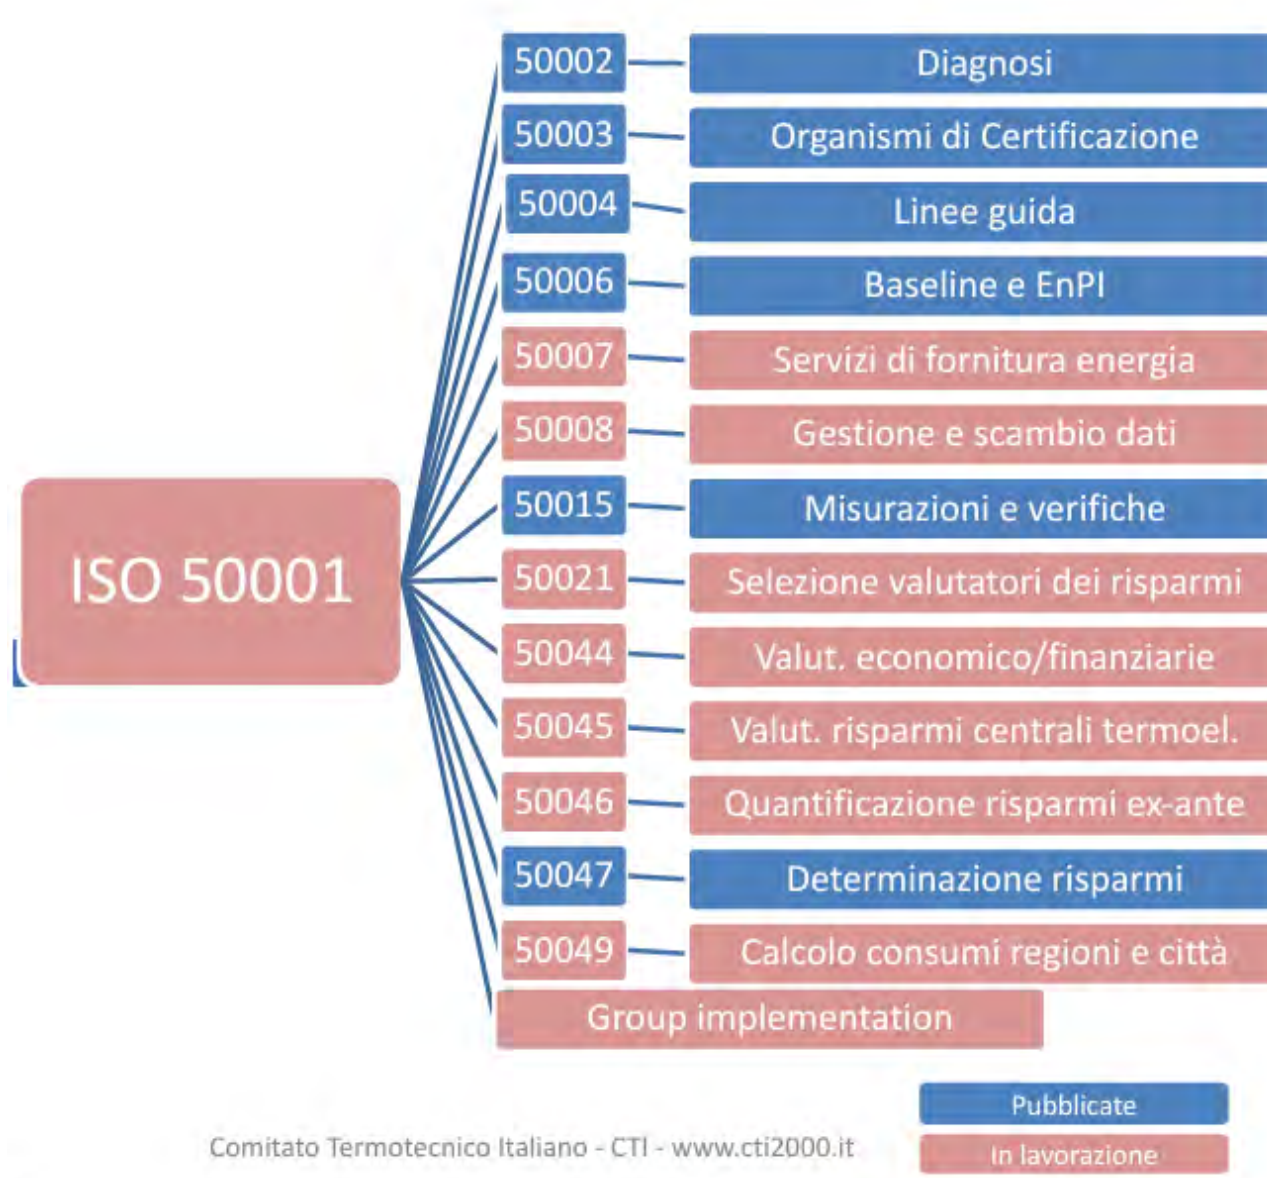 50002 Diagnosi
50003 Organismi di Certificazione
50004 Linee guida
50006 Baseline e EnPI
50007 Servizi di fornitura energia
50008 Gestione e scambio dati
50015 Misurazioni e verifiche
ISO 50001
50021 Selezione valutatori dei risparmi
50044 Valut. economico/finanziarie
50045 Valut. risparmi centrali termoel.
50046 Quantificazione risparmi ex-ante
50047 Determinazione risparmi
50049 Calcolo consumi regioni e città
Group implementation
Pubblicate
Comitato Termotecnico Italiano - CTI - www.cti2000.it
In lavorazione